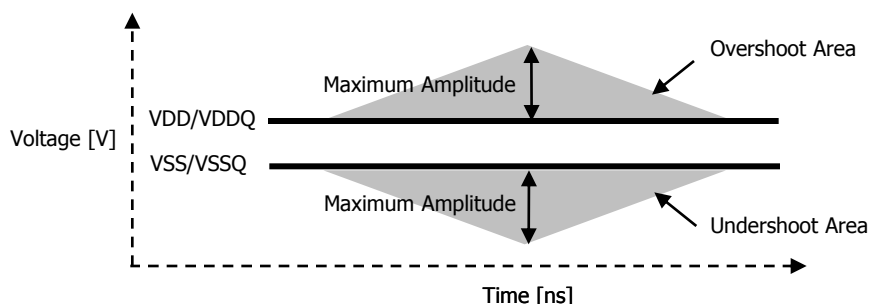 Overshoot Area
Maximum Amplitude
VDD/VDDQ
Voltage [V]
VSS/VSSQ
Maximum Amplitude
Undershoot Area
Time [ns]